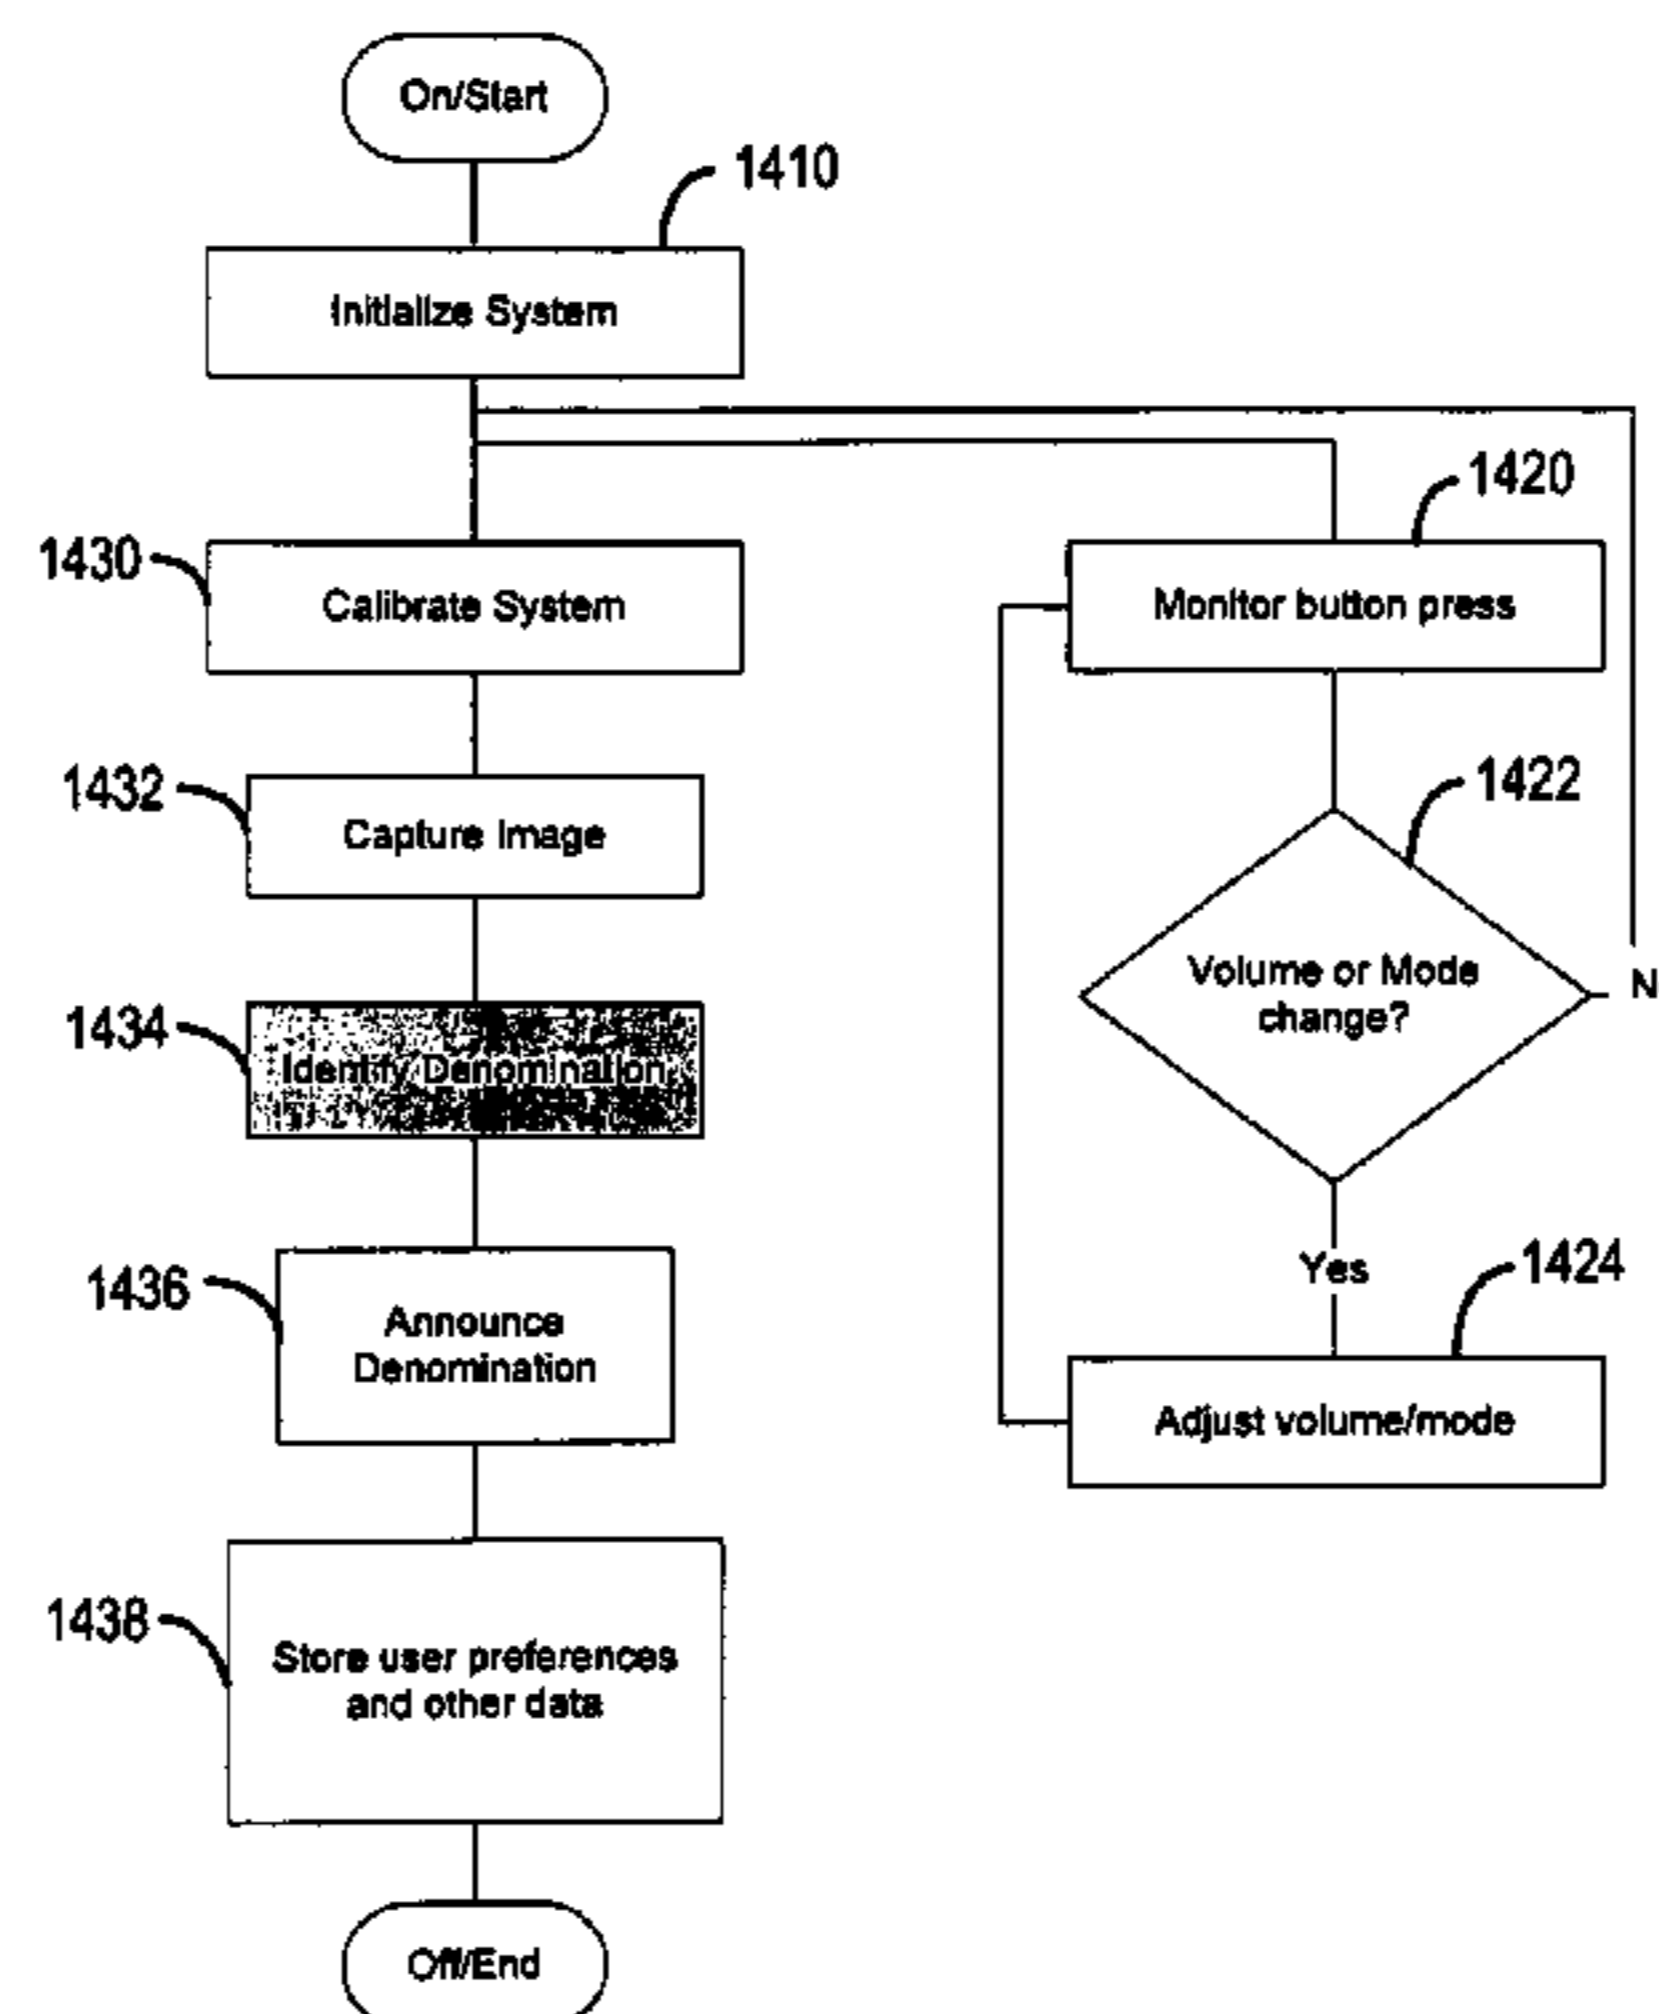 On/Start
1410
Initialize System
1420
1430
Calibrate System
Monitor button press
1432
Capture Image
1422
Volume or Mode
change?
N
1434
Identify Denomination
1436
Announce
Denomination
Yes
1424
Adjust volume/mode
1438
Store user preferences
and other data
Off/End